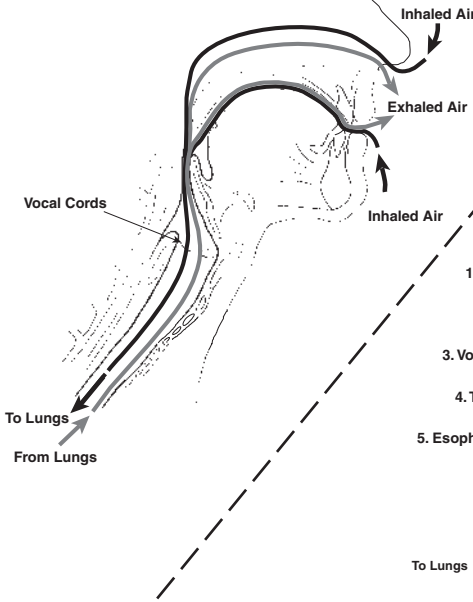 Inhaled Air
Exhaled Air
Inhaled Air
Vocal Cords
To Lungs
From Lungs
1
3. Vo
4. T
5. Esoph
To Lungs